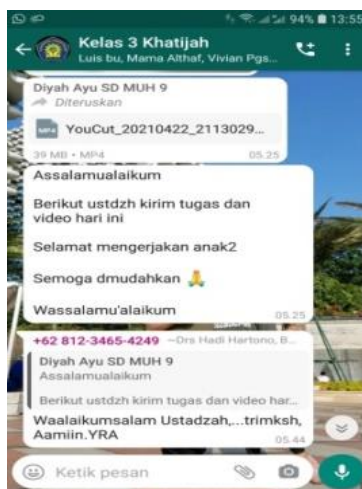 94% 13:55
Kelas 3 Khatijah
Luis bu, Mama Althaf, Vivian Pgs...
Diyah Ayu SD MUH 9
Diteruskan
YouCut_20210422_2113029...
39 MB • MP4 05.25
Assalamualaikum
Berikut ustdzh kirim tugas dan
video hari ini
Selamat mengerjakan anak2
Semoga dmudahkan 🙏
Wassalamu'alaikum
05.25
+62 812-3465-4249 ~Drs Hadi Hartono, B...
Diyah Ayu SD MUH 9
Assalamualaikum
Berikut ustdzh kirim tugas dan video har...
Waalaikumsalam Ustadzah,...trimksh,
Aamiin.YRA
05.44
Ketik pesan